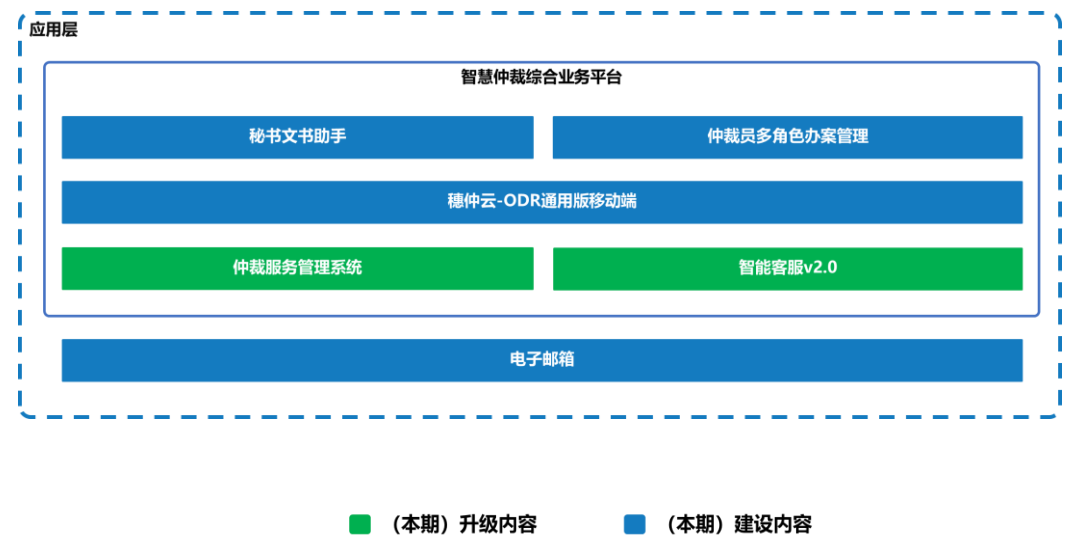 应用层
智慧仲裁综合业务平台
秘书文书助手
仲裁员多角色办案管理
穗仲云-ODR通用版移动端
仲裁服务管理系统
智能客服v2.0
电子邮箱
（本期）升级内容
（本期）建设内容